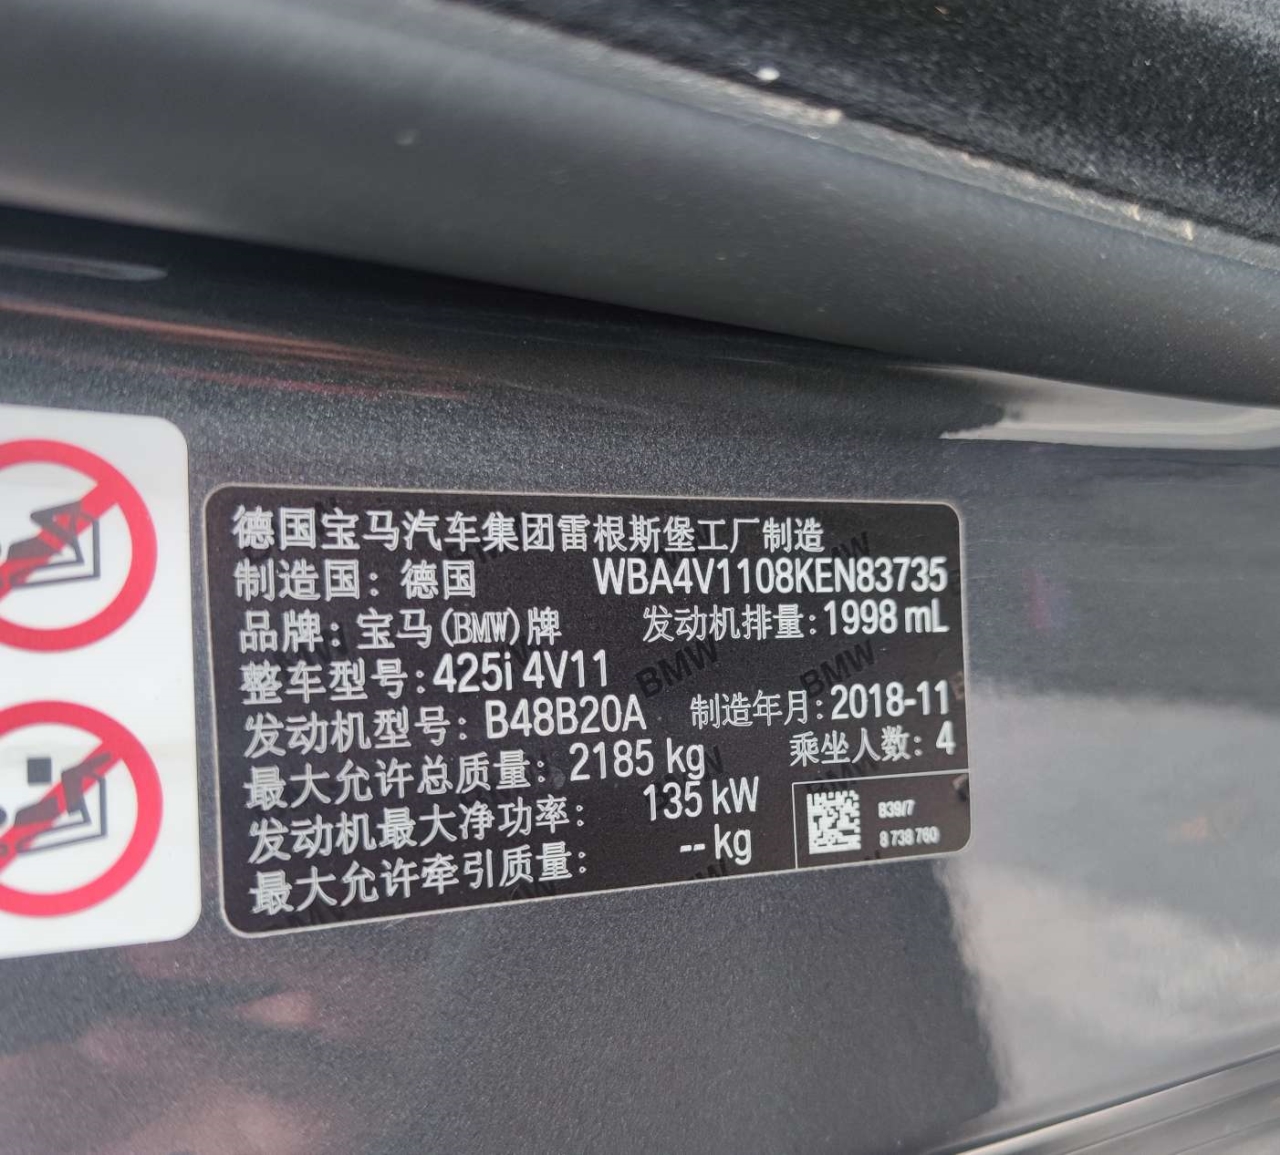 德国宝马汽车集团雷根斯堡工厂制造
制造国：德国 WBA4V1108KEN83735
品牌：宝马(BMW)牌 发动机排量：1998 mL
整车型号：425i 4V11
发动机型号：B48B20A 制造年月：2018-11
最大允许总质量：2185 kg 乘坐人数：4
发动机最大净功率：135 kW
最大允许牵引质量：-- kg
B39/7
8 738 760